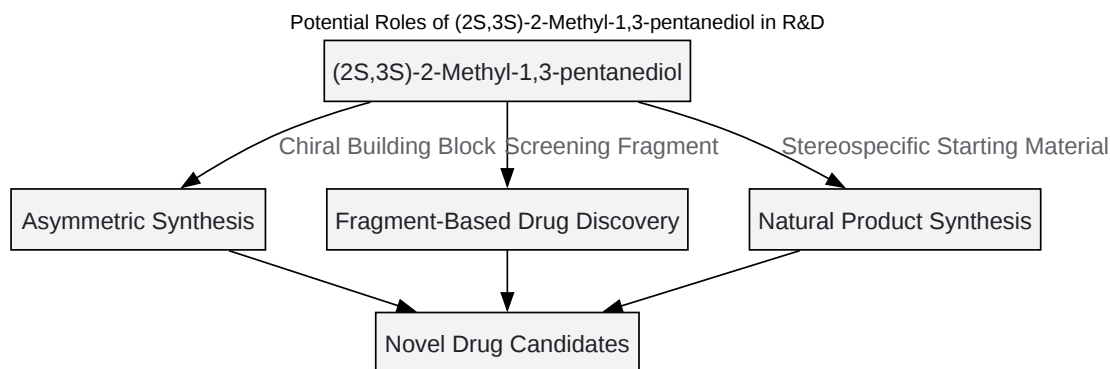 Potential Roles of (2S,3S)-2-Methyl-1,3-pentanediol in R&D
(2S,3S)-2-Methyl-1,3-pentanediol
Chiral Building Block
Screening Fragment
Stereospecific Starting Material
Asymmetric Synthesis
Fragment-Based Drug Discovery
Natural Product Synthesis
Novel Drug Candidates